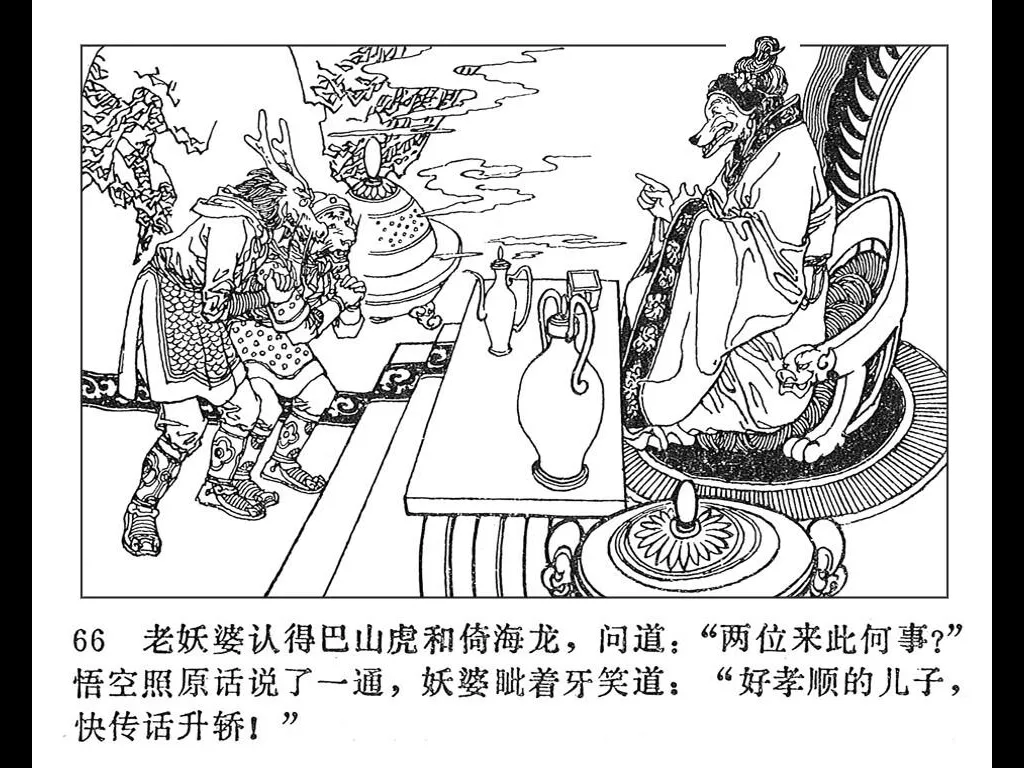 66 老妖婆认得巴山虎和倚海龙，问道：“两位来此何事？”
悟空照原话说了一通，妖婆眦着牙笑道：“好孝顺的儿子，
快传话升轿！”